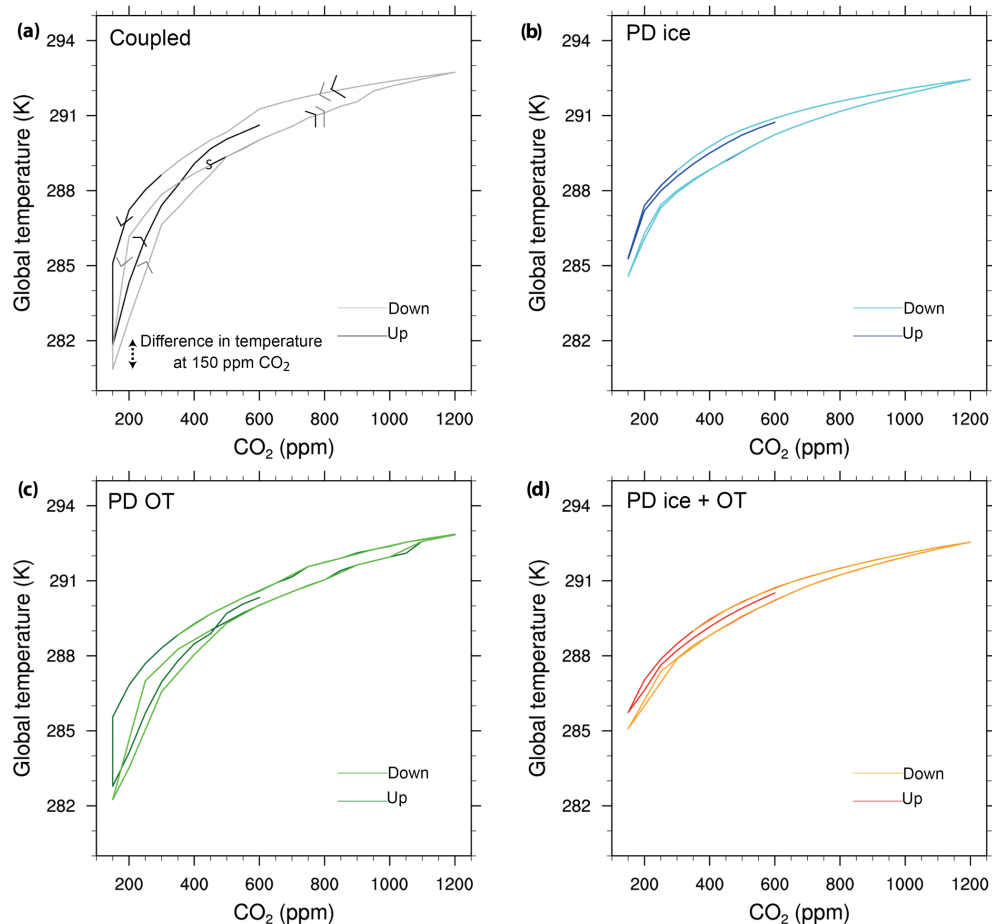 (a)
Coupled
294
291
288
285
282
Global temperature (K)
S
Down
Up
Difference in temperature
at 150 ppm CO2
200 400 600 800 1000 1200
CO2 (ppm)
(b)
PD ice
294
291
288
285
282
Global temperature (K)
Down
Up
200 400 600 800 1000 1200
CO2 (ppm)
(c)
PD OT
294
291
288
285
282
Global temperature (K)
Down
Up
200 400 600 800 1000 1200
CO2 (ppm)
(d)
PD ice + OT
294
291
288
285
282
Global temperature (K)
Down
Up
200 400 600 800 1000 1200
CO2 (ppm)